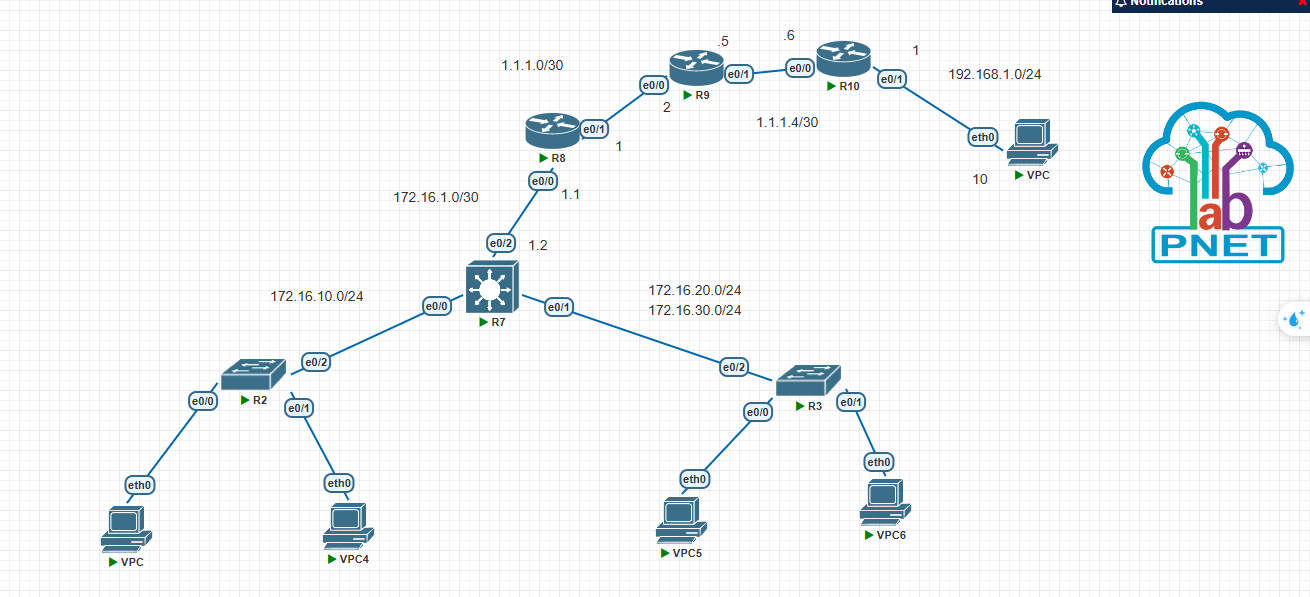 Notifications
.5
.6
1
1.1.1.0/30
192.168.1.0/24
e0/0
e0/1
e0/0
e0/1
R9
R10
2
1.1.1.4/30
e0/1
1
eth0
R8
VPC
10
e0/0
172.16.1.0/30
1.1
lab
PNET
e0/2
1.2
172.16.10.0/24
172.16.20.0/24
172.16.30.0/24
e0/0
e0/1
R7
e0/2
e0/2
R2
R3
e0/0
e0/1
e0/0
e0/1
eth0
eth0
eth0
eth0
VPC
VPC4
VPC5
VPC6